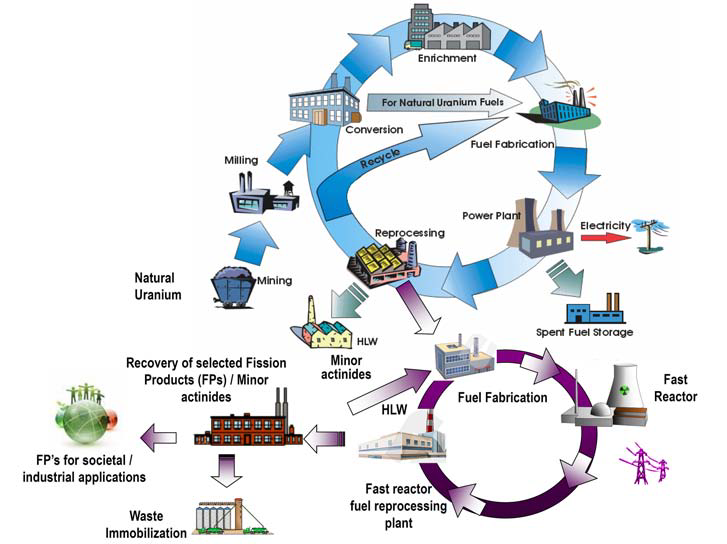 Enrichment
For Natural Uranium Fuels
Conversion
Recycle
Fuel Fabrication
Milling
Power Plant
Electricity
Reprocessing
Natural
Uranium
Mining
Spent Fuel Storage
HLW
Minor
actinides
Recovery of selected Fission
Products (FPs) / Minor
actinides
HLW
Fuel Fabrication
Fast
Reactor
FP's for societal /
industrial applications
Fast reactor
fuel reprocessing
plant
Waste
Immobilization